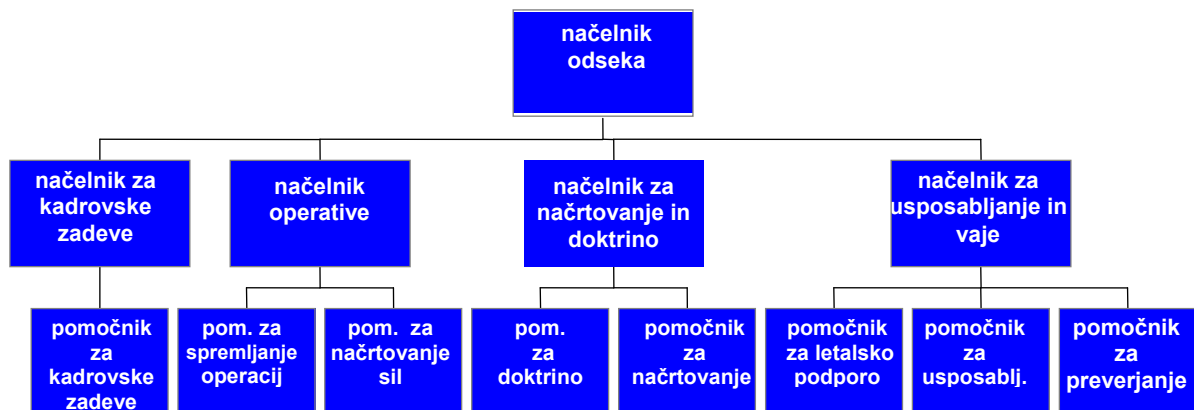 načelnik
odseka
načelnik za
kadrovske
zadeve
načelnik
operative
načelnik za
načrtovanje in
doktrino
načelnik za
usposabljanje in
vaje
pomočnik
za
kadrovske
zadeve
pom. za
spremljanje
operacij
pom. za
načrtovanje
sil
pom.
za
doktrino
pomočnik
za
načrtovanje
pomočnik
za letalsko
podporo
pomočnik
za
usposablj.
pomočnik
za
preverjanje